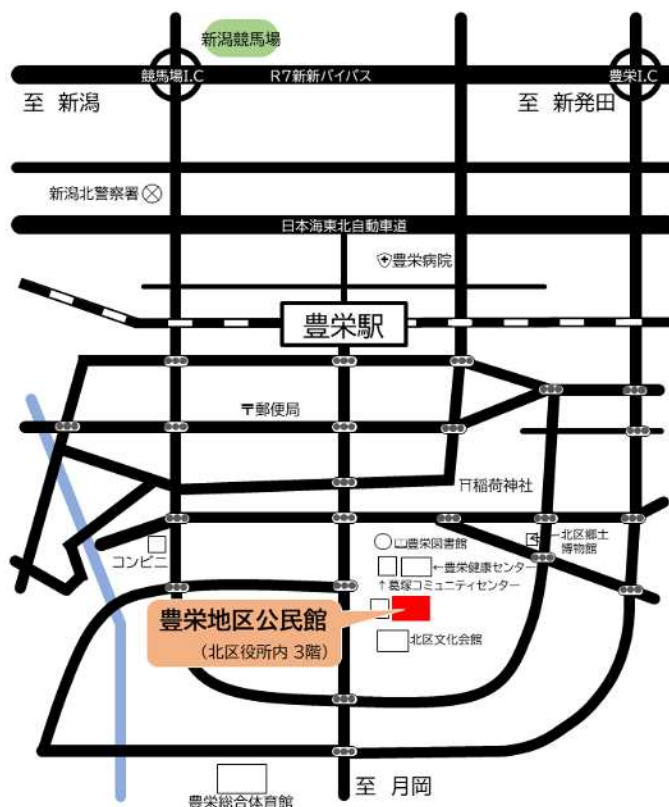 新潟競馬場
競馬場I.C
R7新新バイパス
豊栄I.C
至 新潟
至 新発田
新潟北警察署
日本海東北自動車道
豊栄病院
豊栄駅
〒郵便局
稲荷神社
コンビニ
豊栄図書館
←北区郷土
博物館
←豊栄健康センター
↑葛塚コミュニティセンター
豊栄地区公民館
(北区役所内 3階)
北区文化会館
至 月岡
豊栄総合体育館